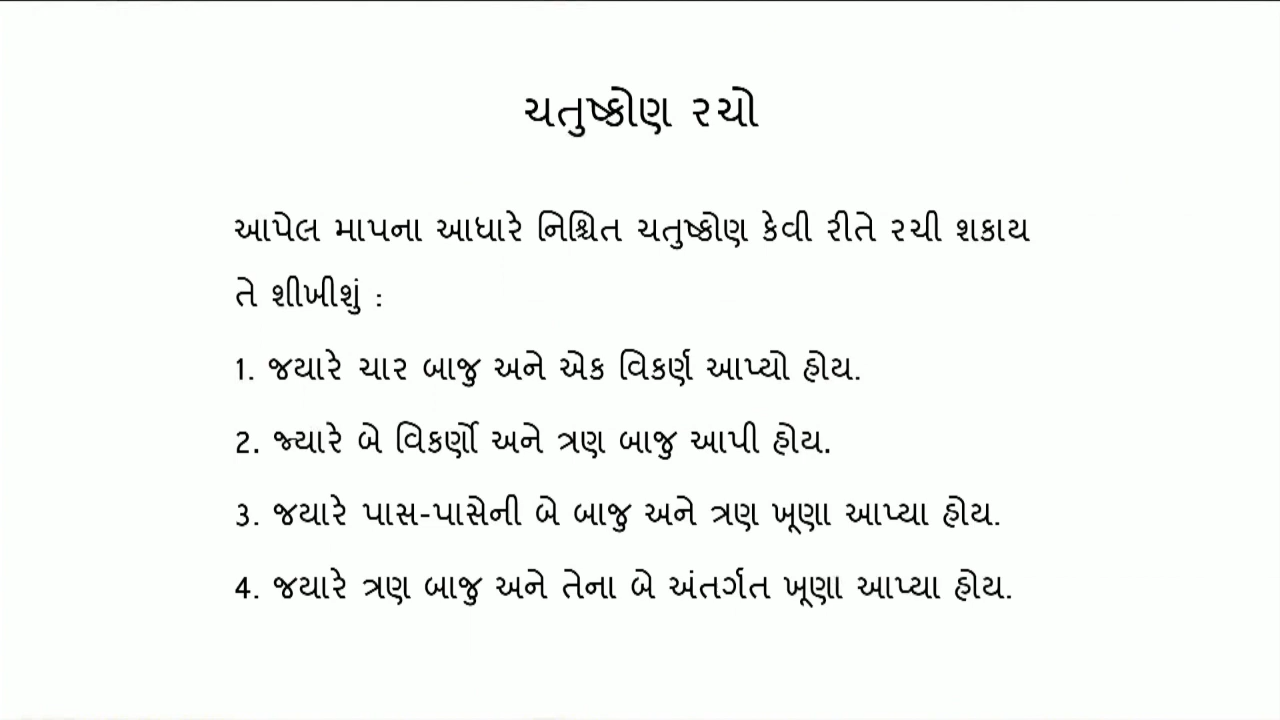 ચતુષ્કોણ રચો
આપેલ માપના આધારે નિશ્ચિત ચતુષ્કોણ કેવી રીતે રચી શકાય
તે શીખીશું :
1. જયારે ચાર બાજુ અને એક વિકર્ણ આપ્યો હોય.
2. જ્યારે બે વિકર્ણો અને ત્રણ બાજુ આપી હોય.
3. જયારે પાસ-પાસેની બે બાજુ અને ત્રણ ખૂણા આપ્યા હોય.
4. જયારે ત્રણ બાજુ અને તેના બે અંતર્ગત ખૂણા આપ્યા હોય.